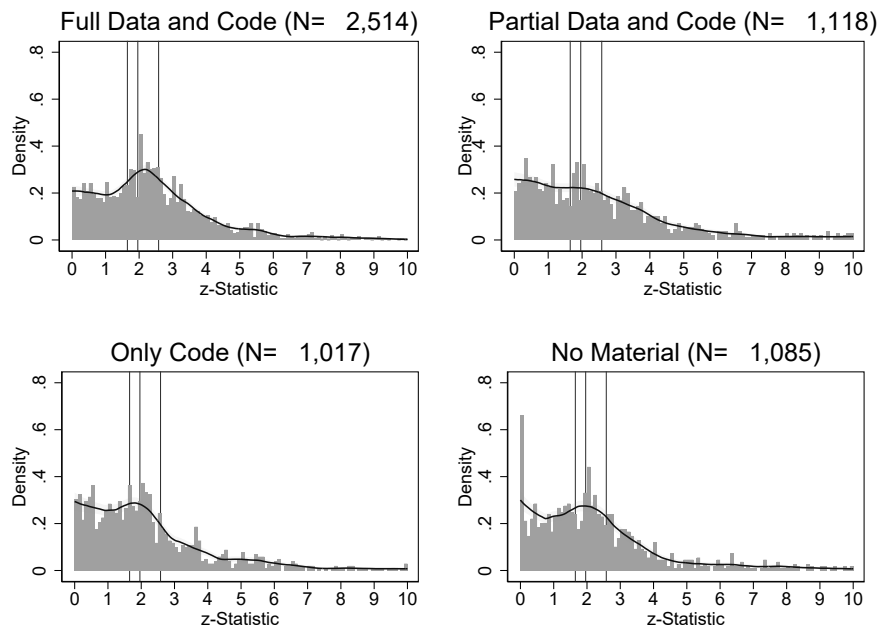 Full Data and Code (N= 2,514)
Density
.8
.6
.4
.2
0
0 1 2 3 4 5 6 7 8 9 10
z-Statistic
Partial Data and Code (N= 1,118)
Density
.8
.6
.4
.2
0
0 1 2 3 4 5 6 7 8 9 10
z-Statistic
Only Code (N= 1,017)
Density
.8
.6
.4
.2
0
0 1 2 3 4 5 6 7 8 9 10
z-Statistic
No Material (N= 1,085)
Density
.8
.6
.4
.2
0
0 1 2 3 4 5 6 7 8 9 10
z-Statistic